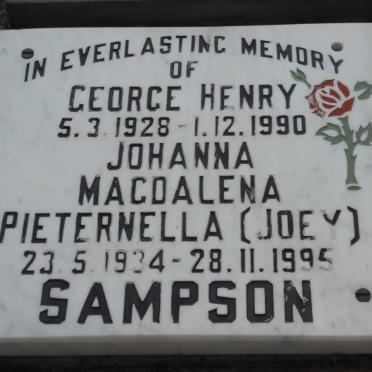 IN EVERLASTING MEMORY
OF
GEORGE HENRY
5.3.1928 - 1.12.1990
JOHANNA
MAGDALENA
PIETERNELLA (JOEY)
23.5.1934 - 28.11.1995
SAMPSON